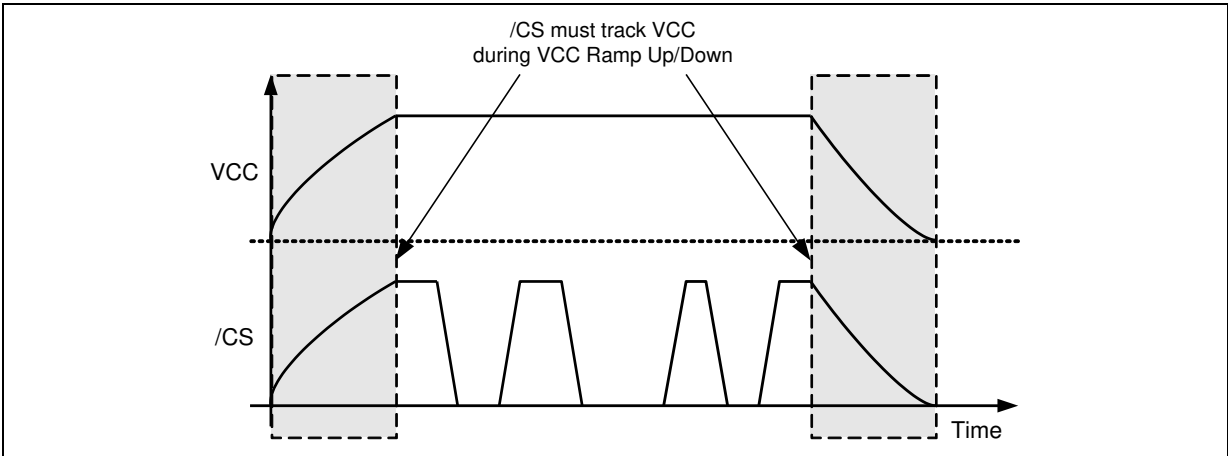 /CS must track VCC
during VCC Ramp Up/Down
VCC
/CS
Time